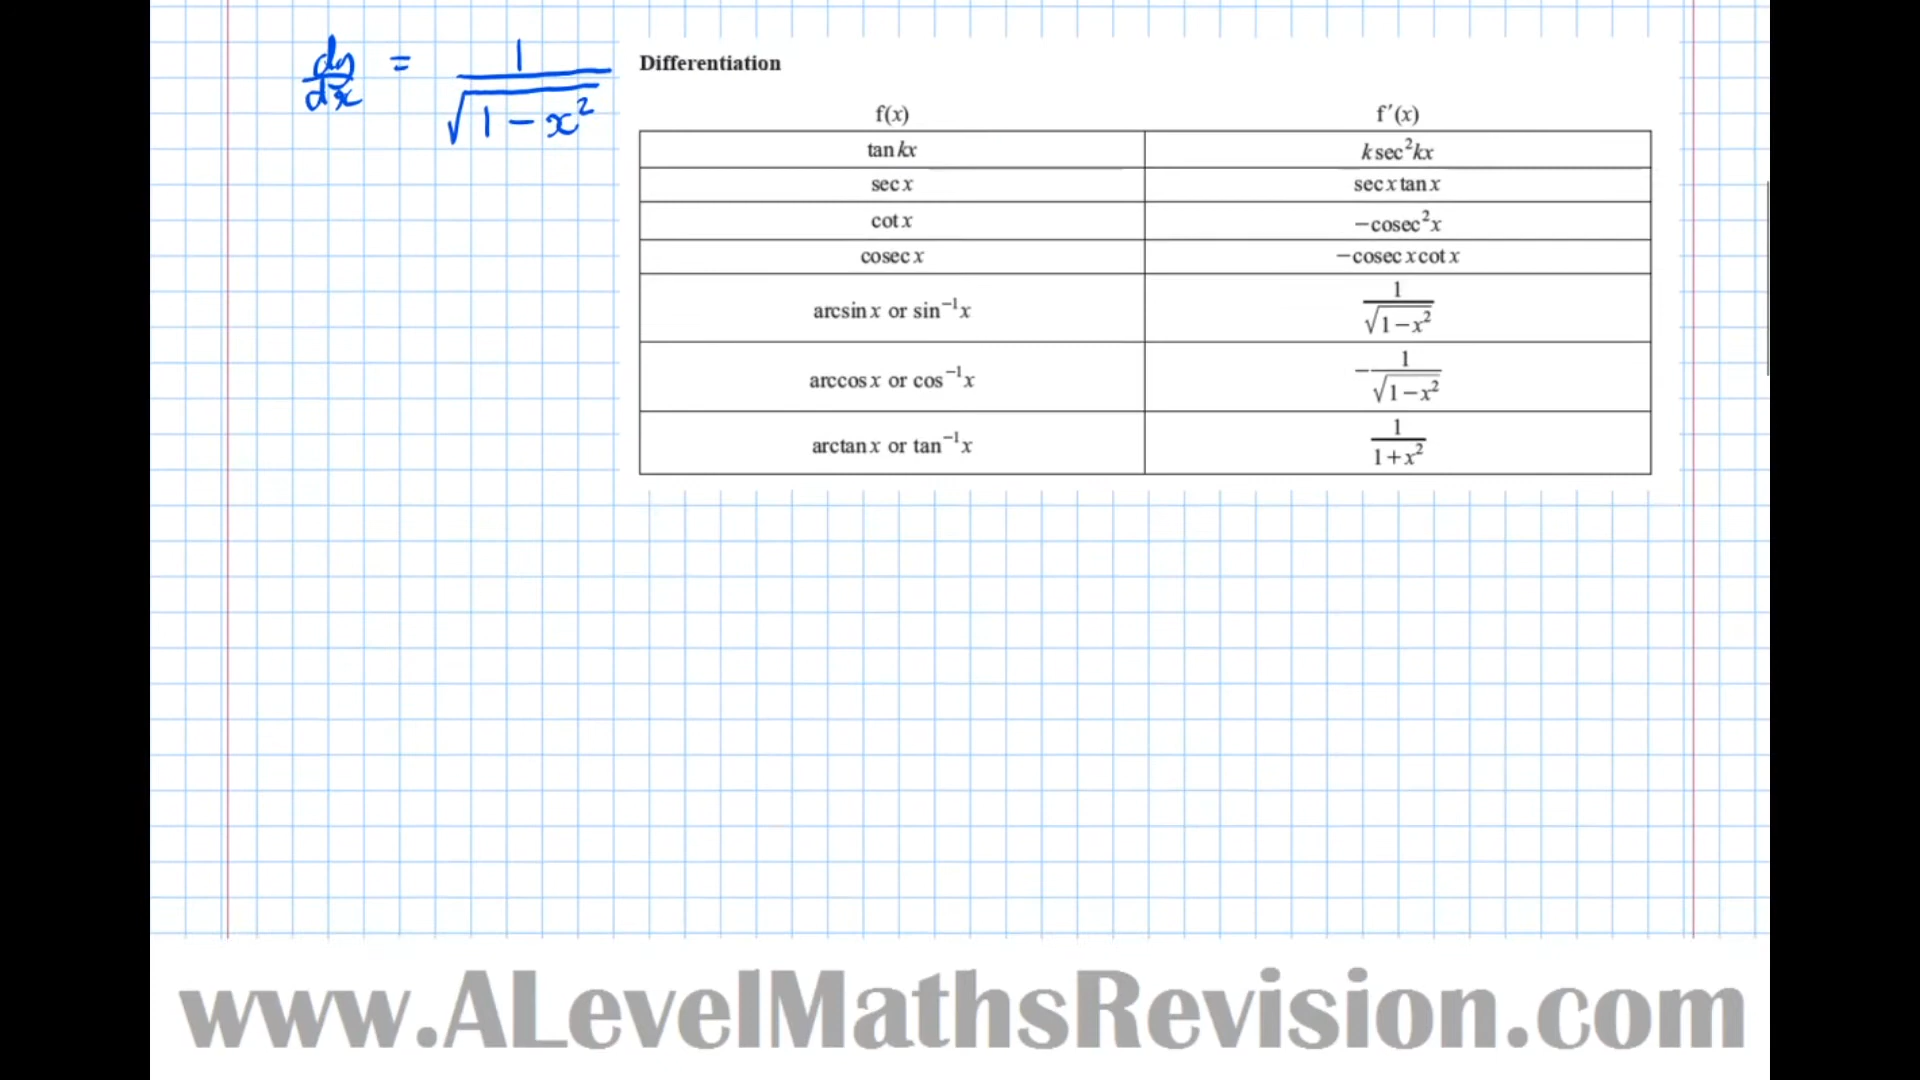 dy/dx = 1/√(1 − x²)
Differentiation
f(x) f′(x)
tan kx k sec²kx
sec x sec x tan x
cot x −cosec²x
cosec x −cosec x cot x
arcsin x or sin⁻¹x 1/√(1−x²)
arccos x or cos⁻¹x −1/√(1−x²)
arctan x or tan⁻¹x 1/(1+x²)
www.ALevelMathsRevision.com